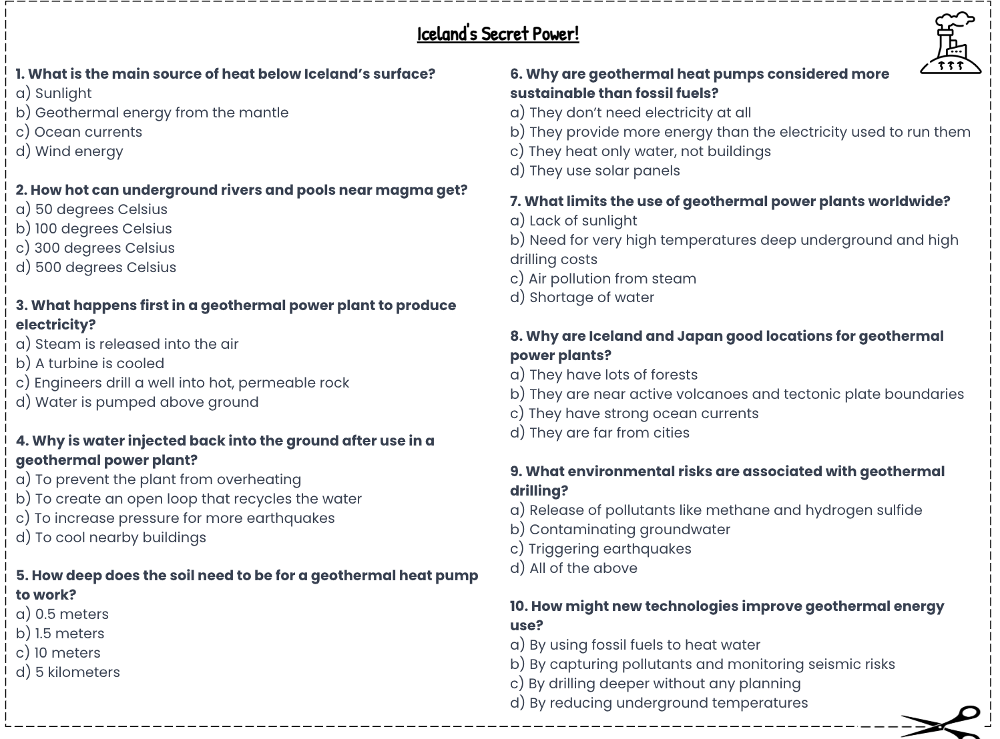 Iceland's Secret Power!
1. What is the main source of heat below Iceland’s surface?
a) Sunlight
b) Geothermal energy from the mantle
c) Ocean currents
d) Wind energy
2. How hot can underground rivers and pools near magma get?
a) 50 degrees Celsius
b) 100 degrees Celsius
c) 300 degrees Celsius
d) 500 degrees Celsius
3. What happens first in a geothermal power plant to produce
electricity?
a) Steam is released into the air
b) A turbine is cooled
c) Engineers drill a well into hot, permeable rock
d) Water is pumped above ground
4. Why is water injected back into the ground after use in a
geothermal power plant?
a) To prevent the plant from overheating
b) To create an open loop that recycles the water
c) To increase pressure for more earthquakes
d) To cool nearby buildings
5. How deep does the soil need to be for a geothermal heat pump
to work?
a) 0.5 meters
b) 1.5 meters
c) 10 meters
d) 5 kilometers
6. Why are geothermal heat pumps considered more
sustainable than fossil fuels?
a) They don’t need electricity at all
b) They provide more energy than the electricity used to run them
c) They heat only water, not buildings
d) They use solar panels
7. What limits the use of geothermal power plants worldwide?
a) Lack of sunlight
b) Need for very high temperatures deep underground and high
drilling costs
c) Air pollution from steam
d) Shortage of water
8. Why are Iceland and Japan good locations for geothermal
power plants?
a) They have lots of forests
b) They are near active volcanoes and tectonic plate boundaries
c) They have strong ocean currents
d) They are far from cities
9. What environmental risks are associated with geothermal
drilling?
a) Release of pollutants like methane and hydrogen sulfide
b) Contaminating groundwater
c) Triggering earthquakes
d) All of the above
10. How might new technologies improve geothermal energy
use?
a) By using fossil fuels to heat water
b) By capturing pollutants and monitoring seismic risks
c) By drilling deeper without any planning
d) By reducing underground temperatures